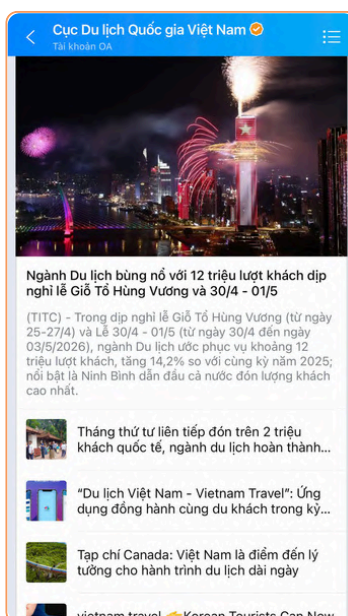 Cục Du lịch Quốc gia Việt Nam
Tài khoản OA
Ngành Du lịch bùng nổ với 12 triệu lượt khách dịp
nghỉ lễ Giỗ Tổ Hùng Vương và 30/4 - 01/5
(TITC) - Trong dịp nghỉ lễ Giỗ Tổ Hùng Vương (từ ngày
25-27/4) và Lễ 30/4 - 01/5 (từ ngày 30/4 đến ngày
03/5/2026), ngành Du lịch ước phục vụ khoảng 12
triệu lượt khách, tăng 14,2% so với cùng kỳ năm 2025;
nổi bật là Ninh Bình dẫn đầu cả nước đón lượng khách
cao nhất.
Tháng thứ tư liên tiếp đón trên 2 triệu
khách quốc tế, ngành du lịch hoàn thành...
“Du lịch Việt Nam - Vietnam Travel”: Ứng
dụng đồng hành cùng du khách trong kỳ...
Tạp chí Canada: Việt Nam là điểm đến lý
tưởng cho hành trình du lịch dài ngày
vietnam.travel 👉Korean Tourists Can Now